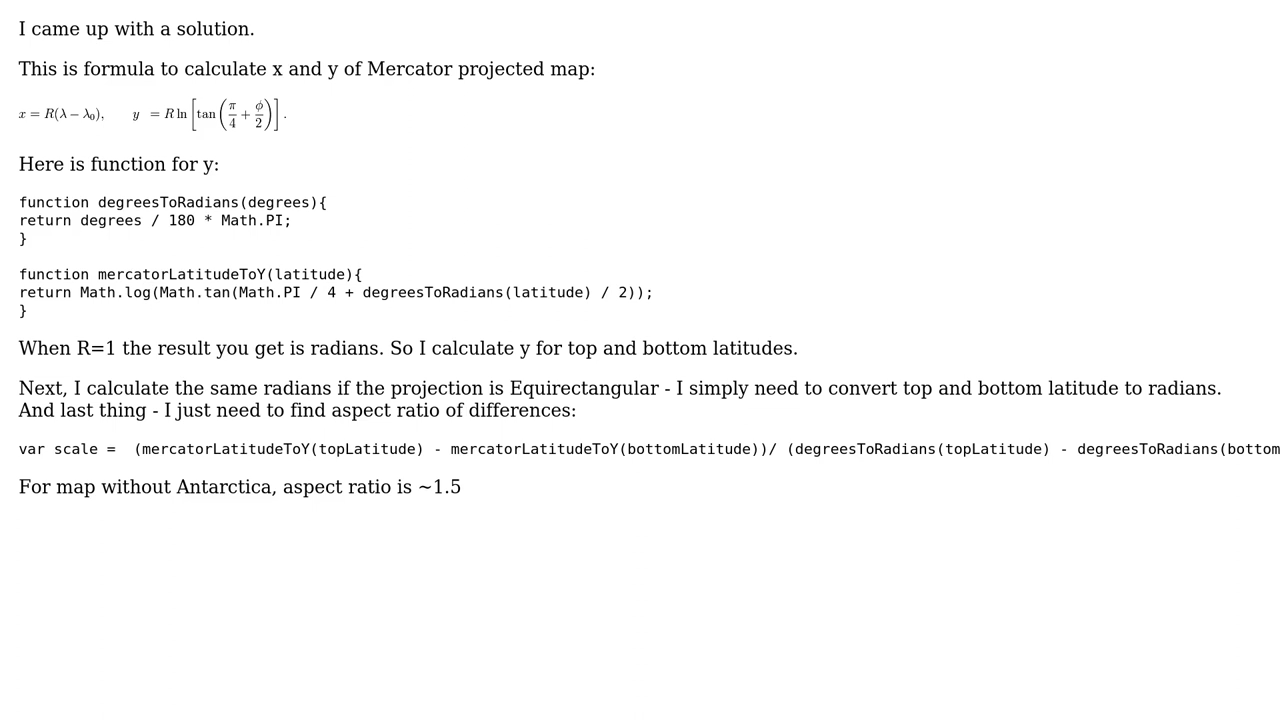 I came up with a solution.
This is formula to calculate x and y of Mercator projected map:
x = R(λ − λ₀),  y = R ln [tan (π/4 + ϕ/2)].
Here is function for y:
function degreesToRadians(degrees){
return degrees / 180 * Math.PI;
}
function mercatorLatitudeToY(latitude){
return Math.log(Math.tan(Math.PI / 4 + degreesToRadians(latitude) / 2));
}
When R=1 the result you get is radians. So I calculate y for top and bottom latitudes.
Next, I calculate the same radians if the projection is Equirectangular - I simply need to convert top and bottom latitude to radians.
And last thing - I just need to find aspect ratio of differences:
var scale =  (mercatorLatitudeToY(topLatitude) - mercatorLatitudeToY(bottomLatitude))/ (degreesToRadians(topLatitude) - degreesToRadians(bottom
For map without Antarctica, aspect ratio is ~1.5